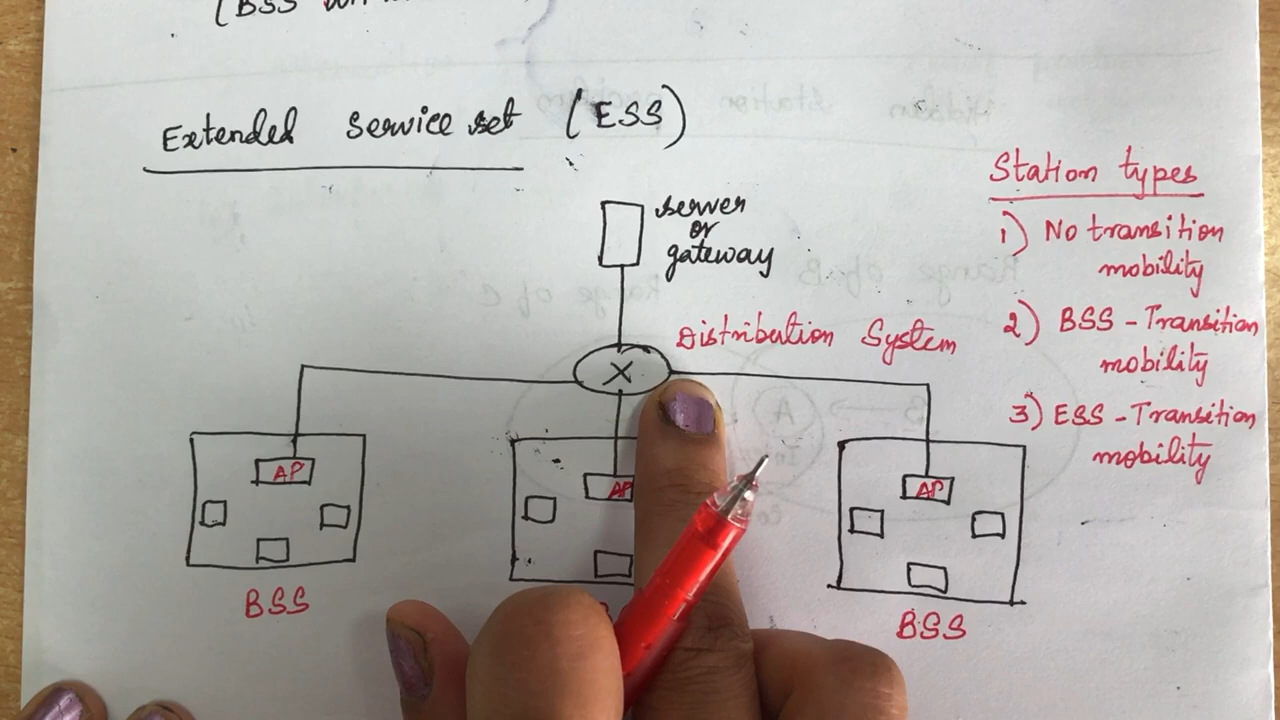 (BSS
Extended service set (ESS)
server
or
gateway
Distribution System
AP
AP
AP
BSS
BSS
Station types
1) No transition
mobility
2) BSS - Transition
mobility
3) ESS - Transition
mobility